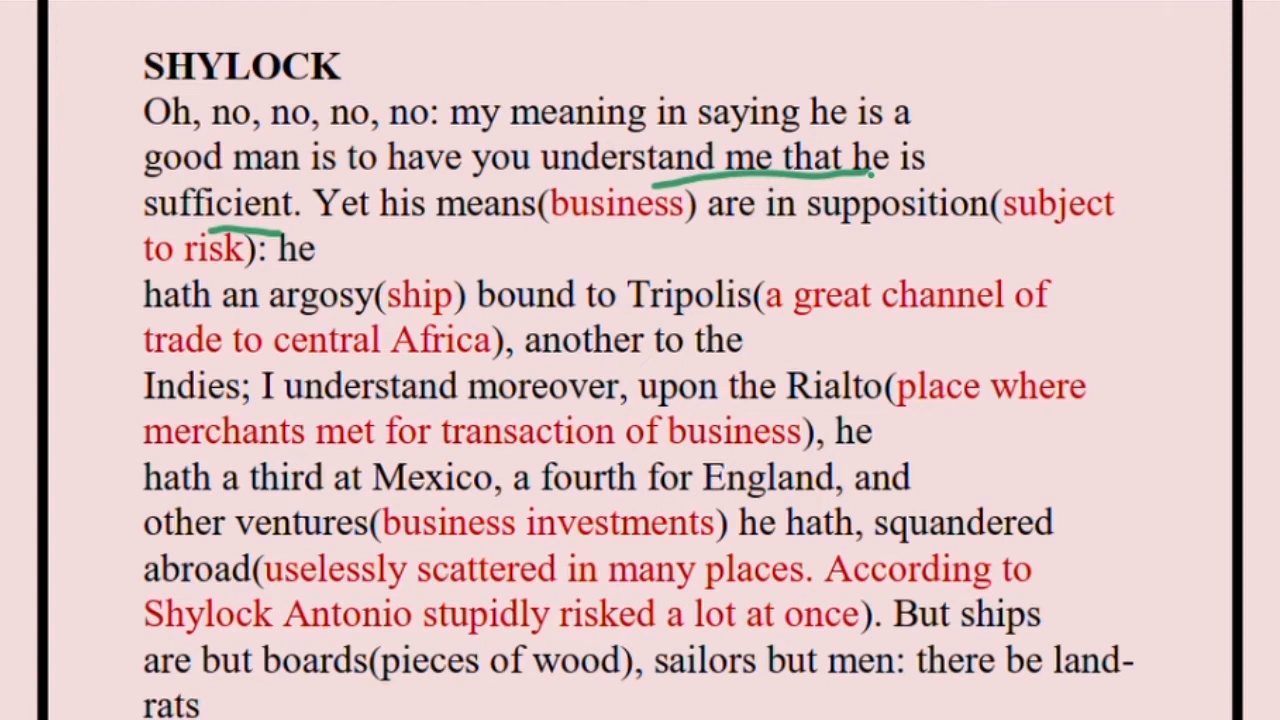 SHYLOCK
Oh, no, no, no, no: my meaning in saying he is a
good man is to have you understand me that he is
sufficient. Yet his means(business) are in supposition(subject
to risk): he
hath an argosy(ship) bound to Tripolis(a great channel of
trade to central Africa), another to the
Indies; I understand moreover, upon the Rialto(place where
merchants met for transaction of business), he
hath a third at Mexico, a fourth for England, and
other ventures(business investments) he hath, squandered
abroad(uselessly scattered in many places. According to
Shylock Antonio stupidly risked a lot at once). But ships
are but boards(pieces of wood), sailors but men: there be land-
rats